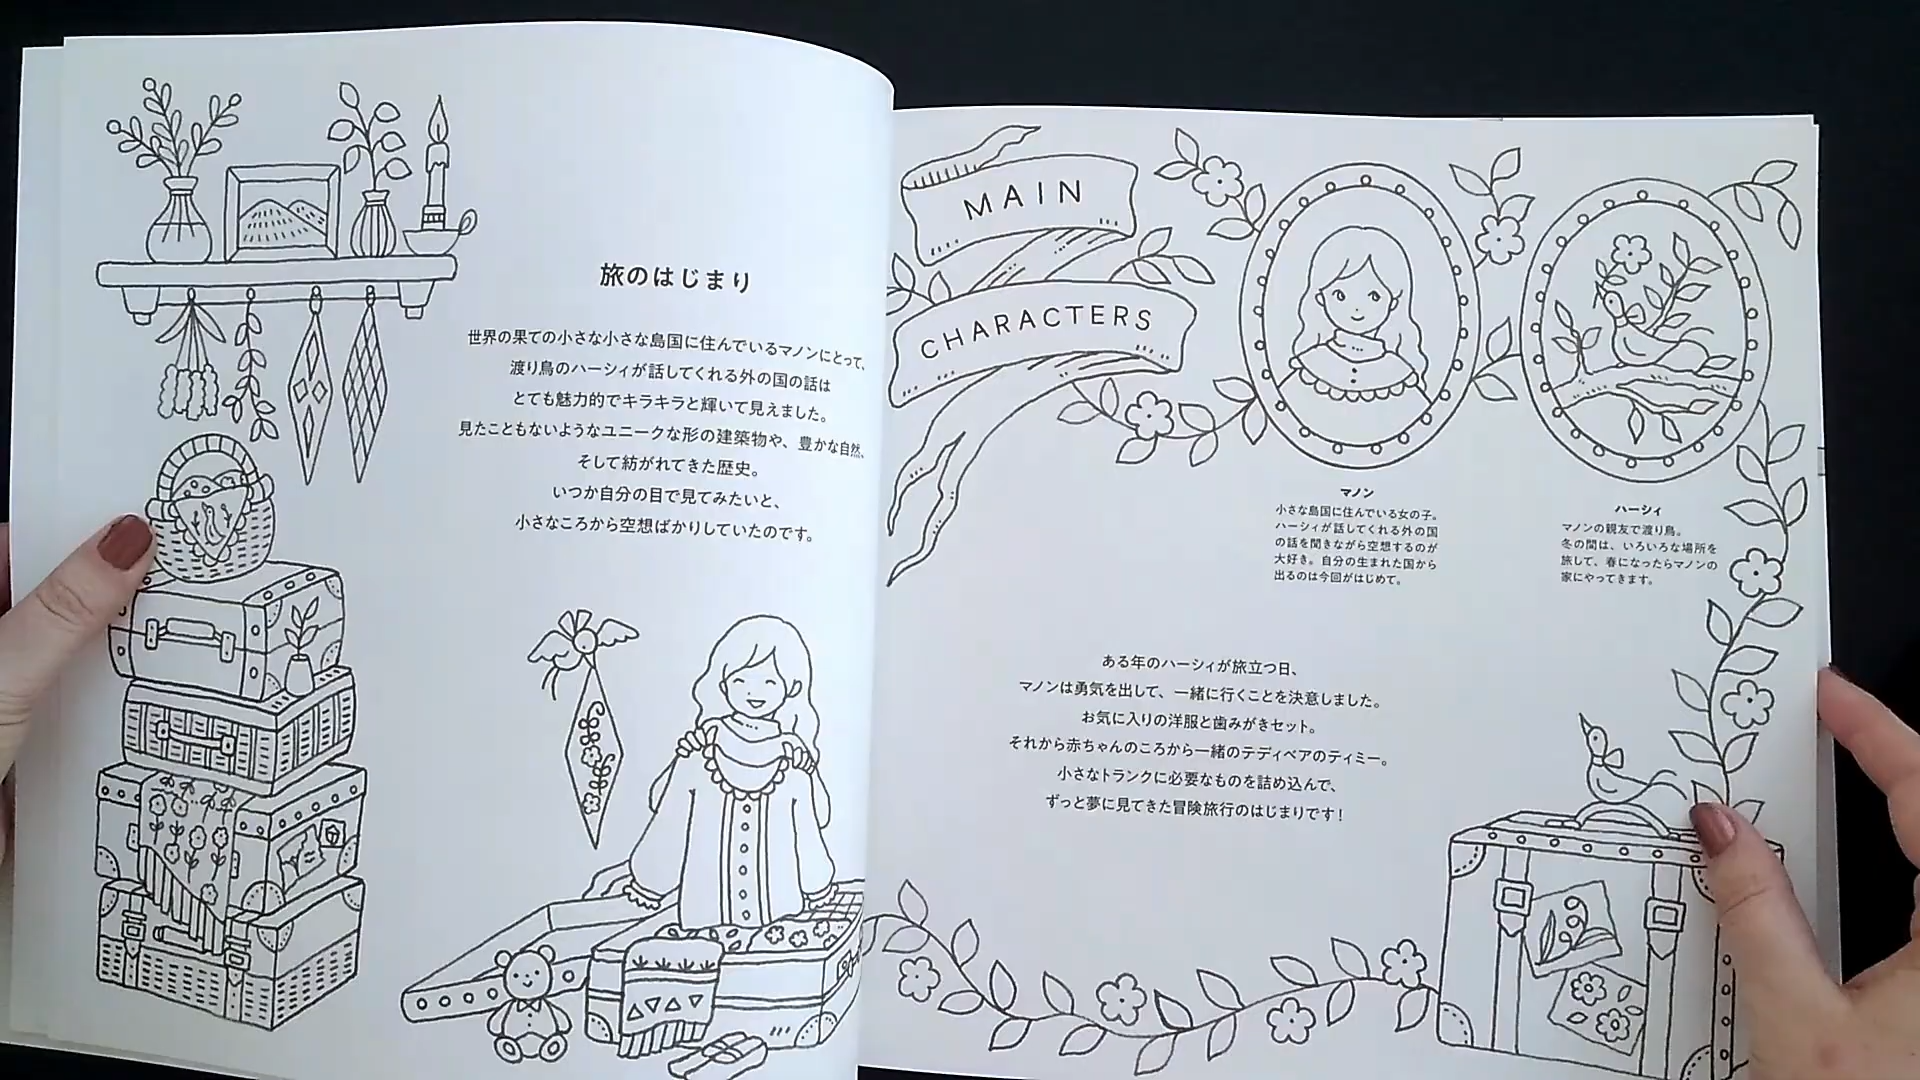 旅のはじまり
世界の果ての小さな小さな島国に住んでいるマノンにとって、
渡り鳥のハーシィが話してくれる外の国の話は
とても魅力的でキラキラと輝いて見えました。
見たこともないようなユニークな形の建築物や、豊かな自然、
そして紡がれてきた歴史。
いつか自分の目で見てみたいと、
小さなころから空想ばかりしていたのです。
MAIN
CHARACTERS
マノン
小さな島国に住んでいる女の子。
ハーシィが話してくれる外の国
の話を聞きながら空想するのが
大好き。自分の生まれた国から
出るのは今回がはじめて。
ハーシィ
マノンの親友で渡り鳥。
冬の間は、いろいろな場所を
旅して、春になったらマノンの
家にやってきます。
ある年のハーシィが旅立つ日、
マノンは勇気を出して、一緒に行くことを決意しました。
お気に入りの洋服と歯みがきセット。
それから赤ちゃんのころから一緒のテディベアのティミー。
小さなトランクに必要なものを詰め込んで、
ずっと夢に見てきた冒険旅行のはじまりです！